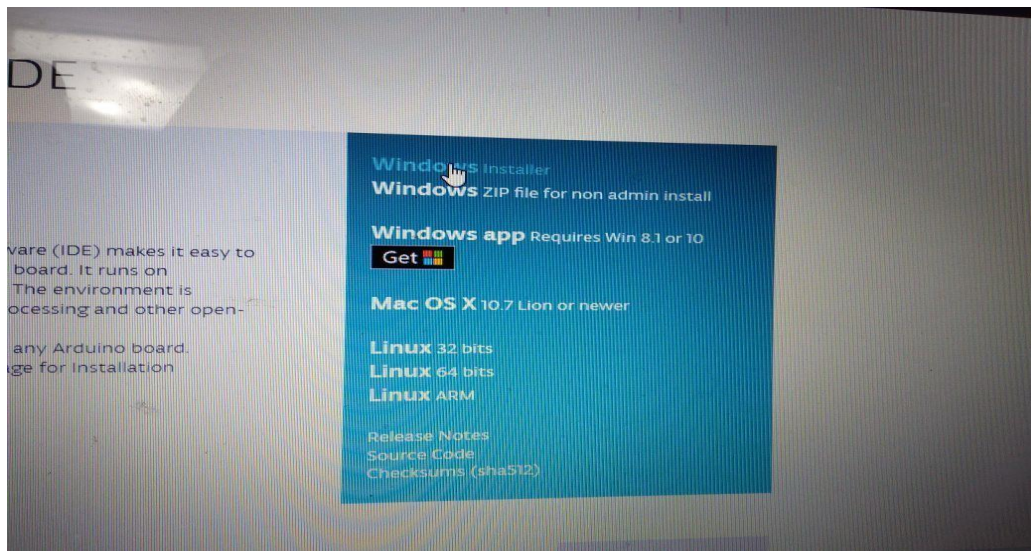 DE
ware (IDE) makes it easy to
board. It runs on
The environment is
ocessing and other open-
any Arduino board.
ge for Installation
Windows Installer
Windows ZIP file for non admin install
Windows app Requires Win 8.1 or 10
Get
Mac OS X 10.7 Lion or newer
Linux 32 bits
Linux 64 bits
Linux ARM
Release Notes
Source Code
Checksums (sha512)